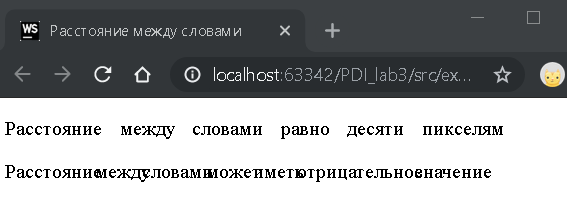 WS Расстояние между словами
localhost:63342/PDI_lab3/src/ex...
Расстояние между словами равно десяти пикселям
Расстояние между словами может иметь отрицательное значение